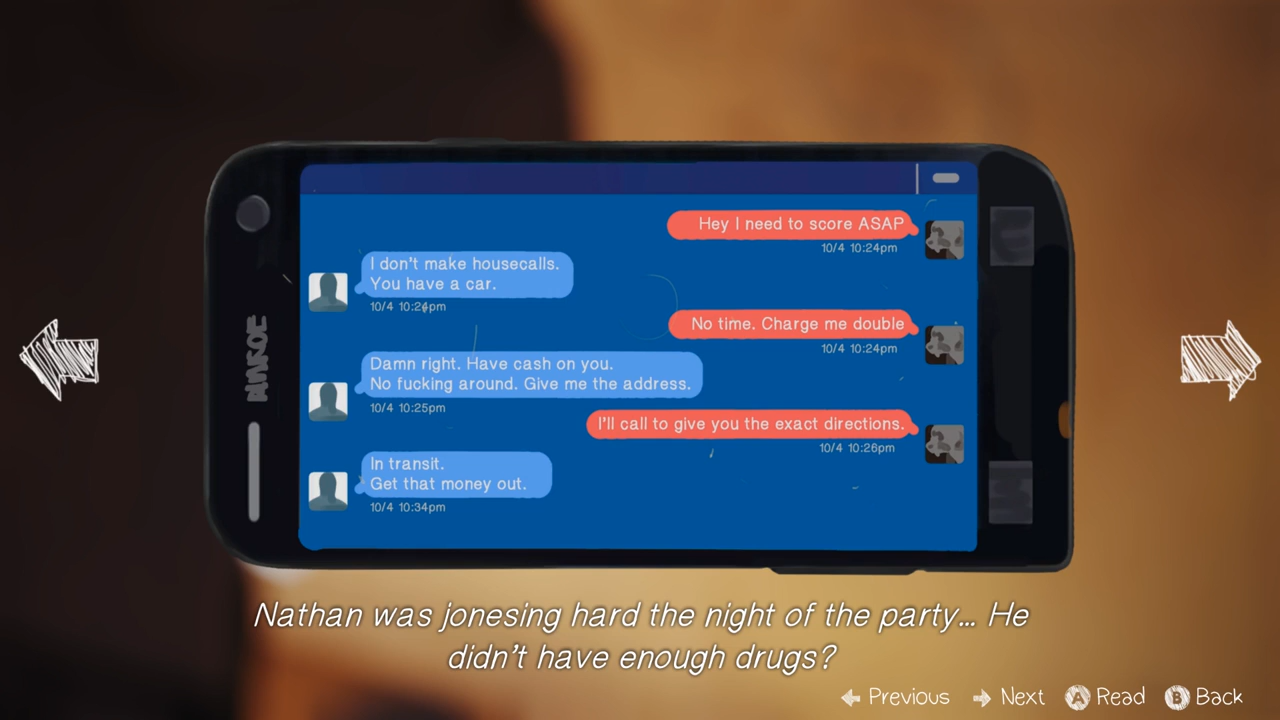 Hey I need to score ASAP
10/4 10:24pm
I don't make housecalls.
You have a car.
10/4 10:24pm
No time. Charge me double
10/4 10:24pm
Damn right. Have cash on you.
No fucking around. Give me the address.
10/4 10:25pm
I'll call to give you the exact directions.
10/4 10:26pm
In transit.
Get that money out.
10/4 10:34pm
Nathan was jonesing hard the night of the party... He
didn't have enough drugs?
Previous Next A Read B Back